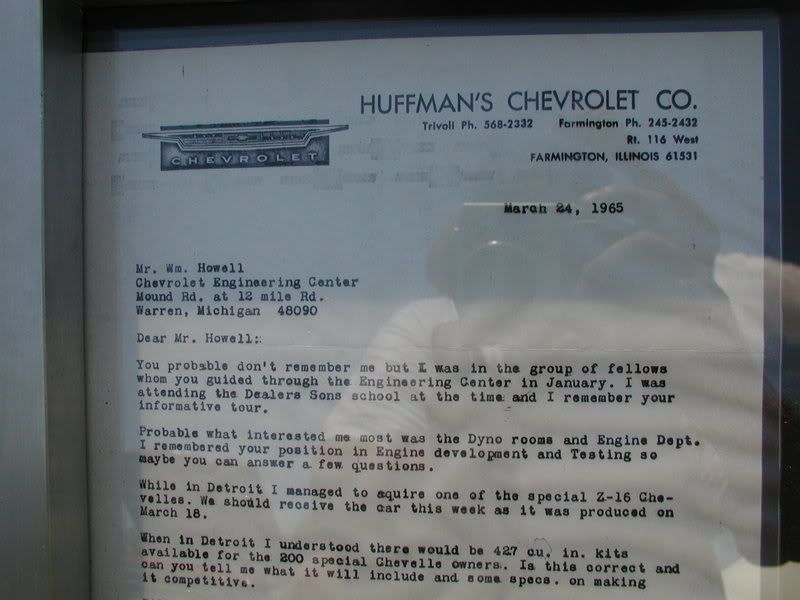 HUFFMAN'S CHEVROLET CO.
Trivoli Ph. 568-2332 Farmington Ph. 245-2432
Rt. 116 West
FARMINGTON, ILLINOIS 61531
CHEVROLET
March 24, 1965
Mr. Wm. Howell
Chevrolet Engineering Center
Mound Rd. at 12 mile Rd.
Warren, Michigan 48090
Dear Mr. Howell:
You probable don't remember me but I was in the group of fellows
whom you guided through the Engineering Center in January. I was
attending the Dealers Sons school at the time and I remember your
informative tour.
Probable what interested me most was the Dyno rooms and Engine Dept.
I remembered your position in Engine development and Testing so
maybe you can answer a few questions.
While in Detroit I managed to aquire one of the special Z-16 Che-
velles. We should receive the car this week as it was produced on
March 18.
When in Detroit I understood there would be 427 cu. in. kits
available for the 200 special Chevelle owners. Is this correct and
can you tell me what it will include and some specs. on making
it competitive.